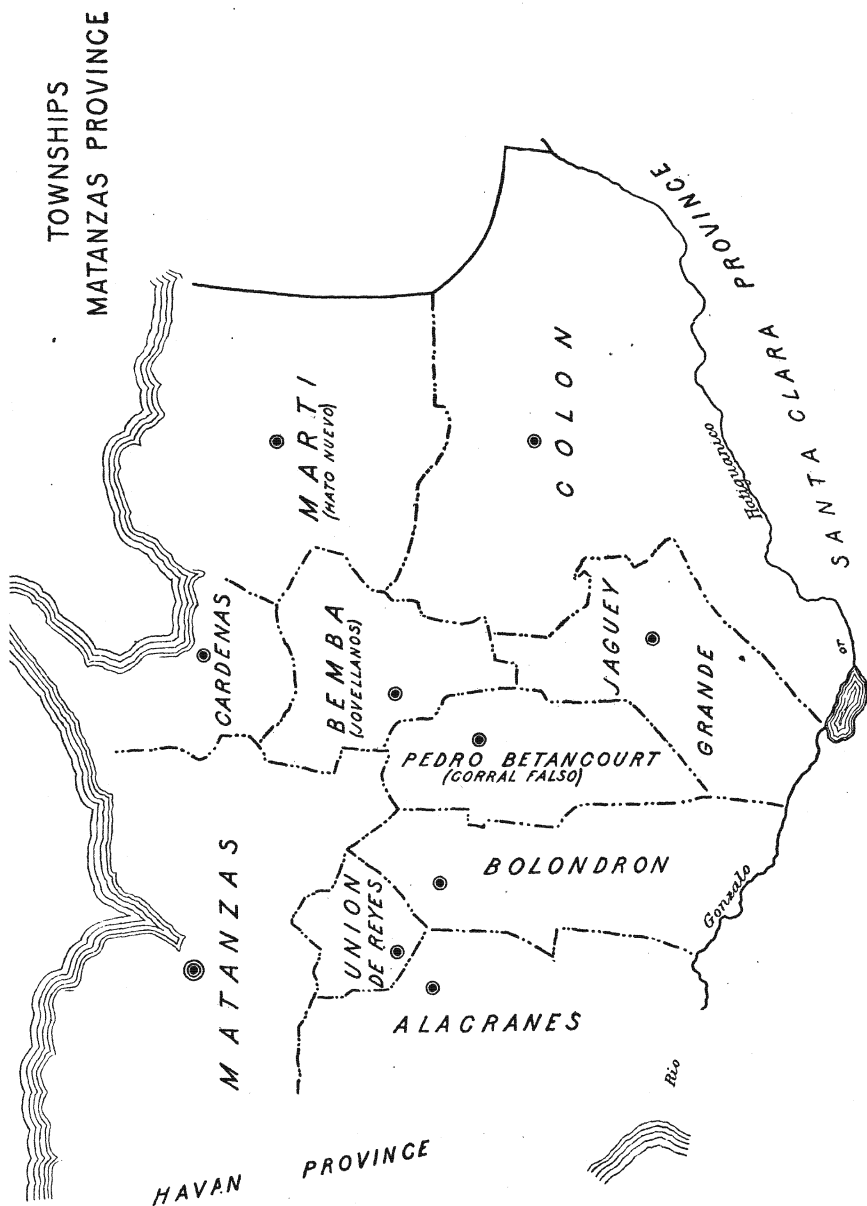 TOWNSHIPS
MATANZAS PROVINCE
MARTI
(HATO NUEVO)
COLON
CARDENAS
BEMBA
(JOVELLANOS)
JAGUEY
GRANDE
PEDRO BETANCOURT
(CORRAL FALSO)
MATANZAS
UNION
DE REYES
BOLONDRON
ALACRANES
HAVAN PROVINCE
SANTA CLARA PROVINCE
Rio
Gonzalo
or
Hatiguanico